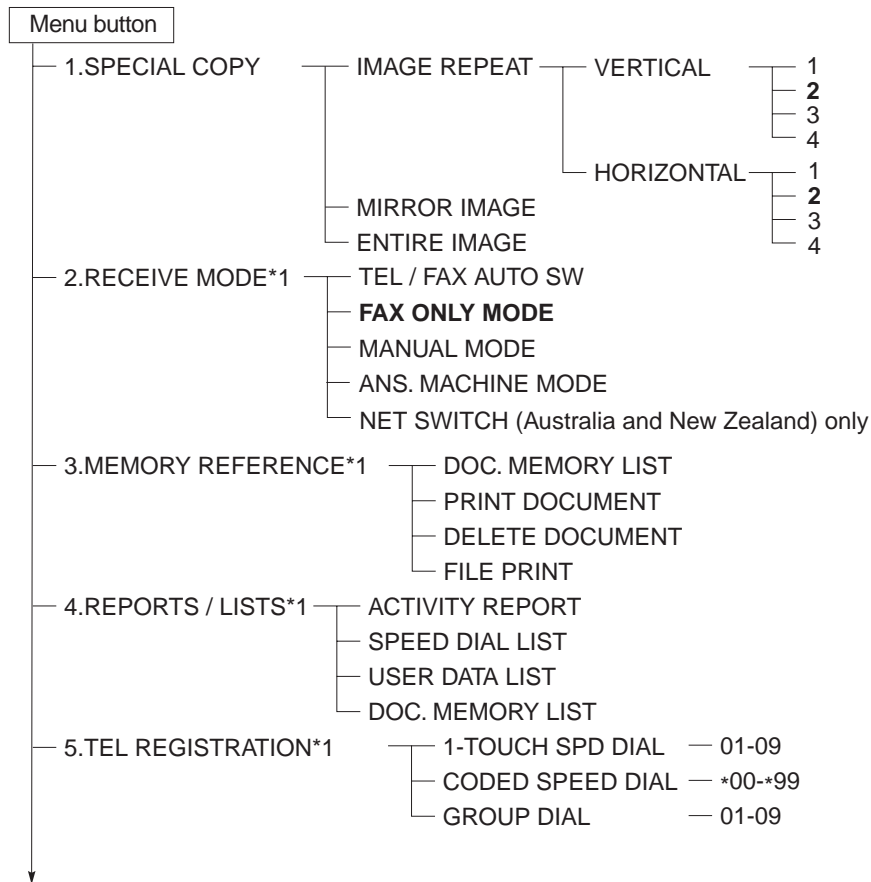 Menu button
1.SPECIAL COPY IMAGE REPEAT VERTICAL 1
2
3
4
HORIZONTAL 1
2
3
4
MIRROR IMAGE
ENTIRE IMAGE
2.RECEIVE MODE*1 TEL / FAX AUTO SW
FAX ONLY MODE
MANUAL MODE
ANS. MACHINE MODE
NET SWITCH (Australia and New Zealand) only
3.MEMORY REFERENCE*1 DOC. MEMORY LIST
PRINT DOCUMENT
DELETE DOCUMENT
FILE PRINT
4.REPORTS / LISTS*1 ACTIVITY REPORT
SPEED DIAL LIST
USER DATA LIST
DOC. MEMORY LIST
5.TEL REGISTRATION*1 1-TOUCH SPD DIAL 01-09
CODED SPEED DIAL *00-*99
GROUP DIAL 01-09